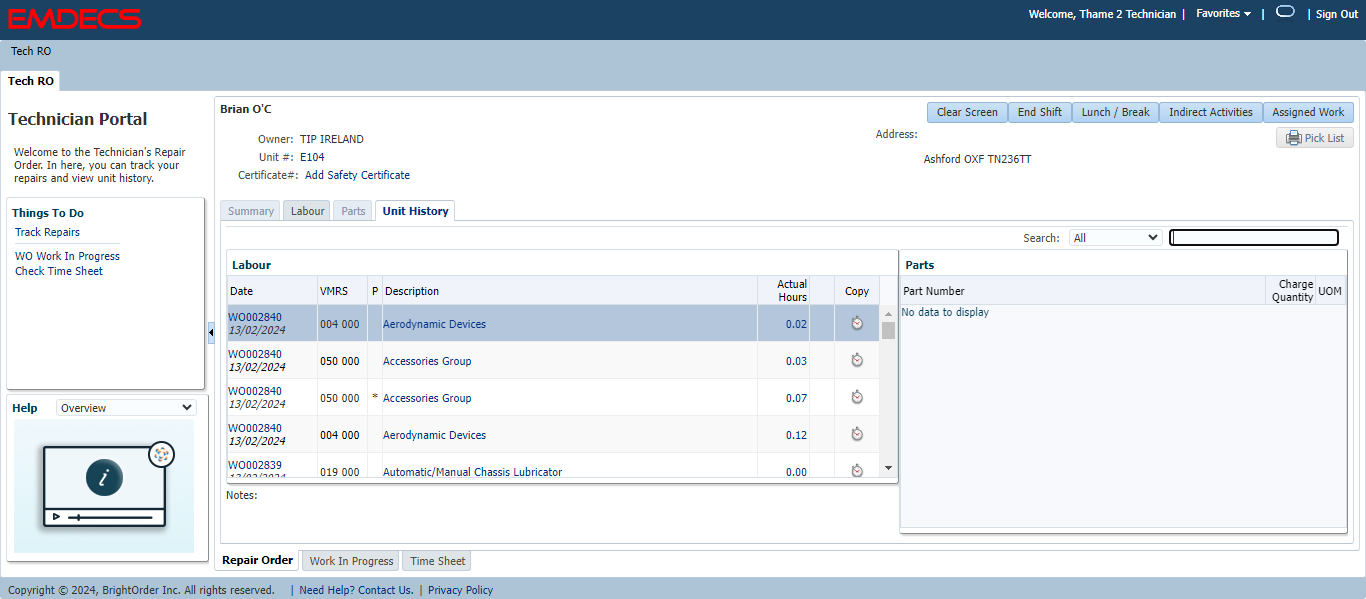 EMDECS
Welcome, Thame 2 Technician | Favorites | | Sign Out
Tech RO
Tech RO
Technician Portal
Welcome to the Technician's Repair
Order. In here, you can track your
repairs and view unit history.
Things To Do
Track Repairs
WO Work In Progress
Check Time Sheet
Help Overview
i
Brian O'C
Clear Screen End Shift Lunch / Break Indirect Activities Assigned Work
Owner: TIP IRELAND
Unit #: E104
Certificate#: Add Safety Certificate
Address:
Ashford OXF TN236TT
Pick List
Summary Labour Parts Unit History
Search: All
Labour
Date VMRS P Description Actual Hours Copy
WO002840
13/02/2024 004 000 Aerodynamic Devices 0.02
WO002840
13/02/2024 050 000 Accessories Group 0.03
WO002840
13/02/2024 050 000 * Accessories Group 0.07
WO002840
13/02/2024 004 000 Aerodynamic Devices 0.12
WO002839
13/02/2024 019 000 Automatic/Manual Chassis Lubricator 0.00
Notes:
Parts
Part Number Charge Quantity UOM
No data to display
Repair Order Work In Progress Time Sheet
Copyright © 2024, BrightOrder Inc. All rights reserved. | Need Help? Contact Us. | Privacy Policy